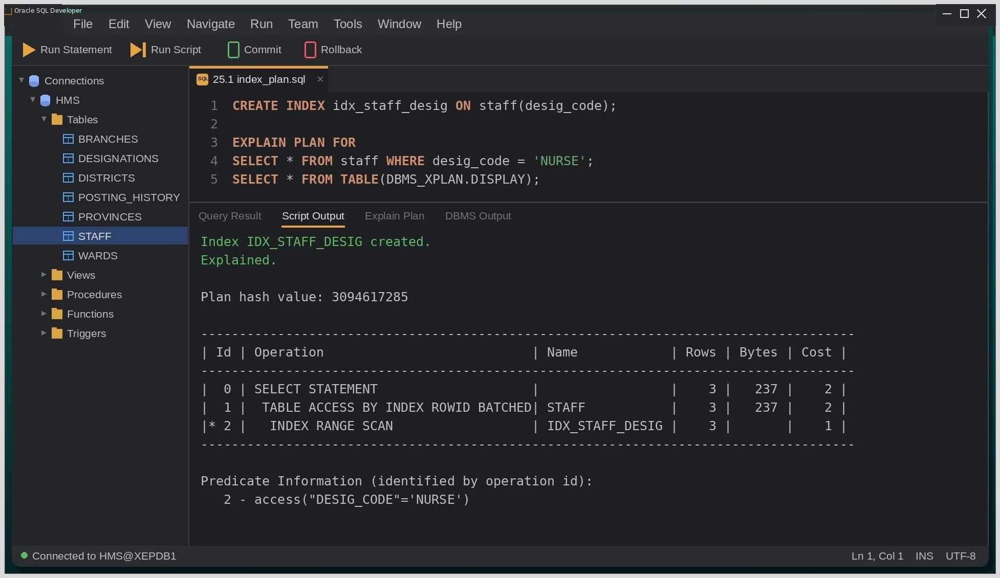 Oracle SQL Developer
File Edit View Navigate Run Team Tools Window Help
Run Statement Run Script Commit Rollback
Connections
HMS
Tables
BRANCHES
DESIGNATIONS
DISTRICTS
POSTING_HISTORY
PROVINCES
STAFF
WARDS
Views
Procedures
Functions
Triggers
SQL 25.1 index_plan.sql ×
1 CREATE INDEX idx_staff_desig ON staff(desig_code);
2
3 EXPLAIN PLAN FOR
4 SELECT * FROM staff WHERE desig_code = 'NURSE';
5 SELECT * FROM TABLE(DBMS_XPLAN.DISPLAY);
Query Result Script Output Explain Plan DBMS Output
Index IDX_STAFF_DESIG created.
Explained.
Plan hash value: 3094617285
-------------------------------------------------------------------------------------
| Id | Operation                           | Name            | Rows | Bytes | Cost |
-------------------------------------------------------------------------------------
|  0 | SELECT STATEMENT                    |                 |    3 |   237 |    2 |
|  1 |  TABLE ACCESS BY INDEX ROWID BATCHED| STAFF           |    3 |   237 |    2 |
|* 2 |   INDEX RANGE SCAN                  | IDX_STAFF_DESIG |    3 |       |    1 |
-------------------------------------------------------------------------------------
Predicate Information (identified by operation id):
2 - access("DESIG_CODE"='NURSE')
Connected to HMS@XEPDB1
Ln 1, Col 1 INS UTF-8